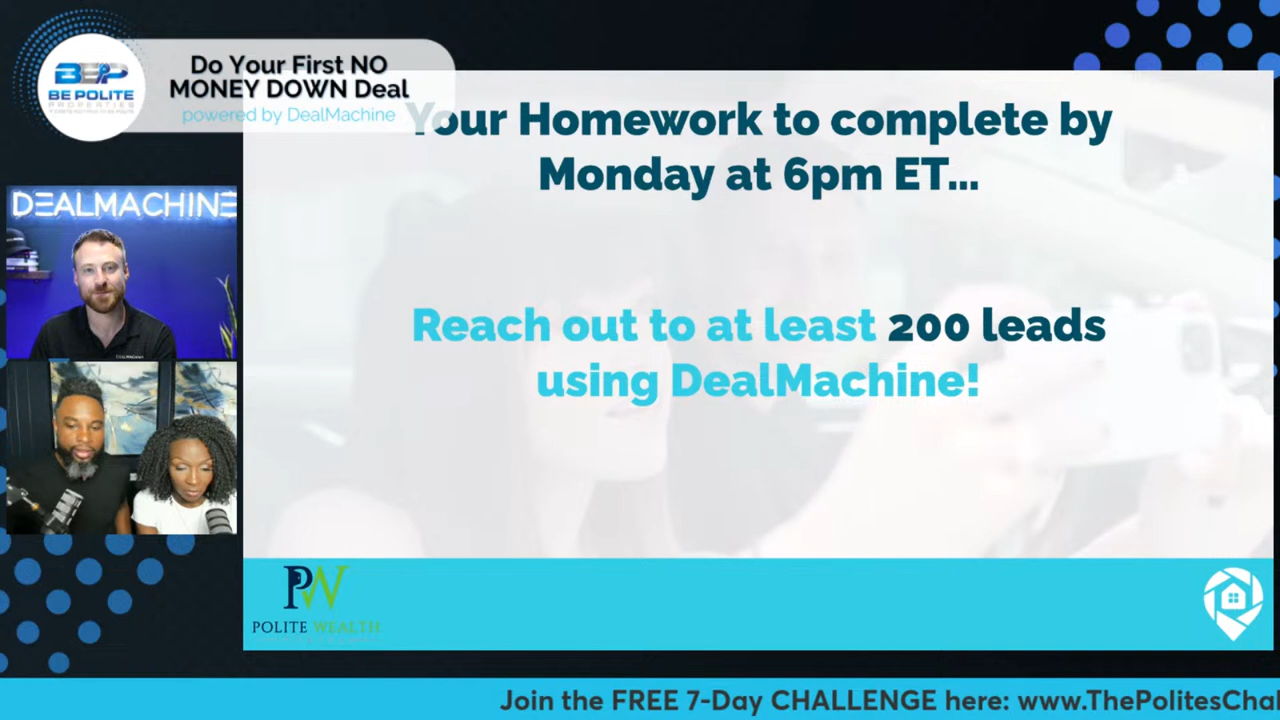 Do Your First NO
MONEY DOWN Deal
powered by DealMachine
BEP
BE POLITE
PROPERTIES
Your Homework to complete by
Monday at 6pm ET...
DEALMACHINE
Reach out to at least 200 leads
using DealMachine!
PW
POLITE WEALTH
Join the FREE 7-Day CHALLENGE here: www.ThePolitesChal